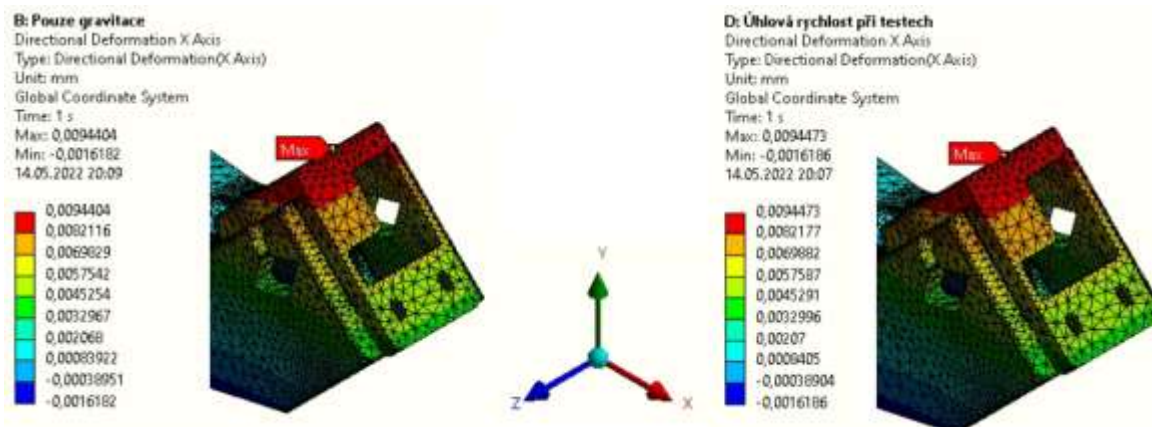 B: Pouze gravitace
Directional Deformation X Axis
Type: Directional Deformation(X Axis)
Unit: mm
Global Coordinate System
Time: 1 s
Max: 0,0094404
Min: -0,0016182
14.05.2022 20:09
Max
0,0094404
0,0082116
0,0069829
0,0057542
0,0045254
0,0032967
0,002068
0,00083922
-0,00038951
-0,0016182
Y
Z
X
D: Úhlová rychlost při testech
Directional Deformation X Axis
Type: Directional Deformation(X Axis)
Unit: mm
Global Coordinate System
Time: 1 s
Max: 0,0094473
Min: -0,0016186
14.05.2022 20:07
Max
0,0094473
0,0082177
0,0069882
0,0057587
0,0045291
0,0032996
0,00207
0,0008405
-0,00038904
-0,0016186